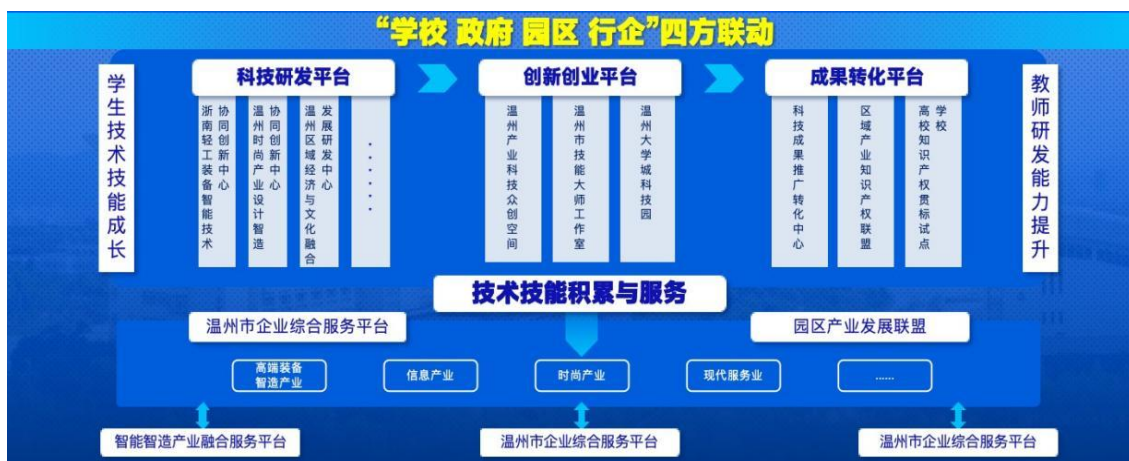 “学校 政府 园区 行企”四方联动
学生技术技能成长
科技研发平台
浙南轻工装备智能技术
协同创新中心
温州时尚产业设计智造
协同创新中心
温州区域经济与文化融合
发展研发中心
......
创新创业平台
温州产业科技众创空间
温州市技能大师工作室
温州大学城科技园
成果转化平台
科技成果推广转化中心
区域产业知识产权联盟
高校知识产权贯标试点
学校
教师研发能力提升
技术技能积累与服务
温州市企业综合服务平台
园区产业发展联盟
高端装备
智造产业
信息产业
时尚产业
现代服务业
......
智能智造产业融合服务平台
温州市企业综合服务平台
温州市企业综合服务平台